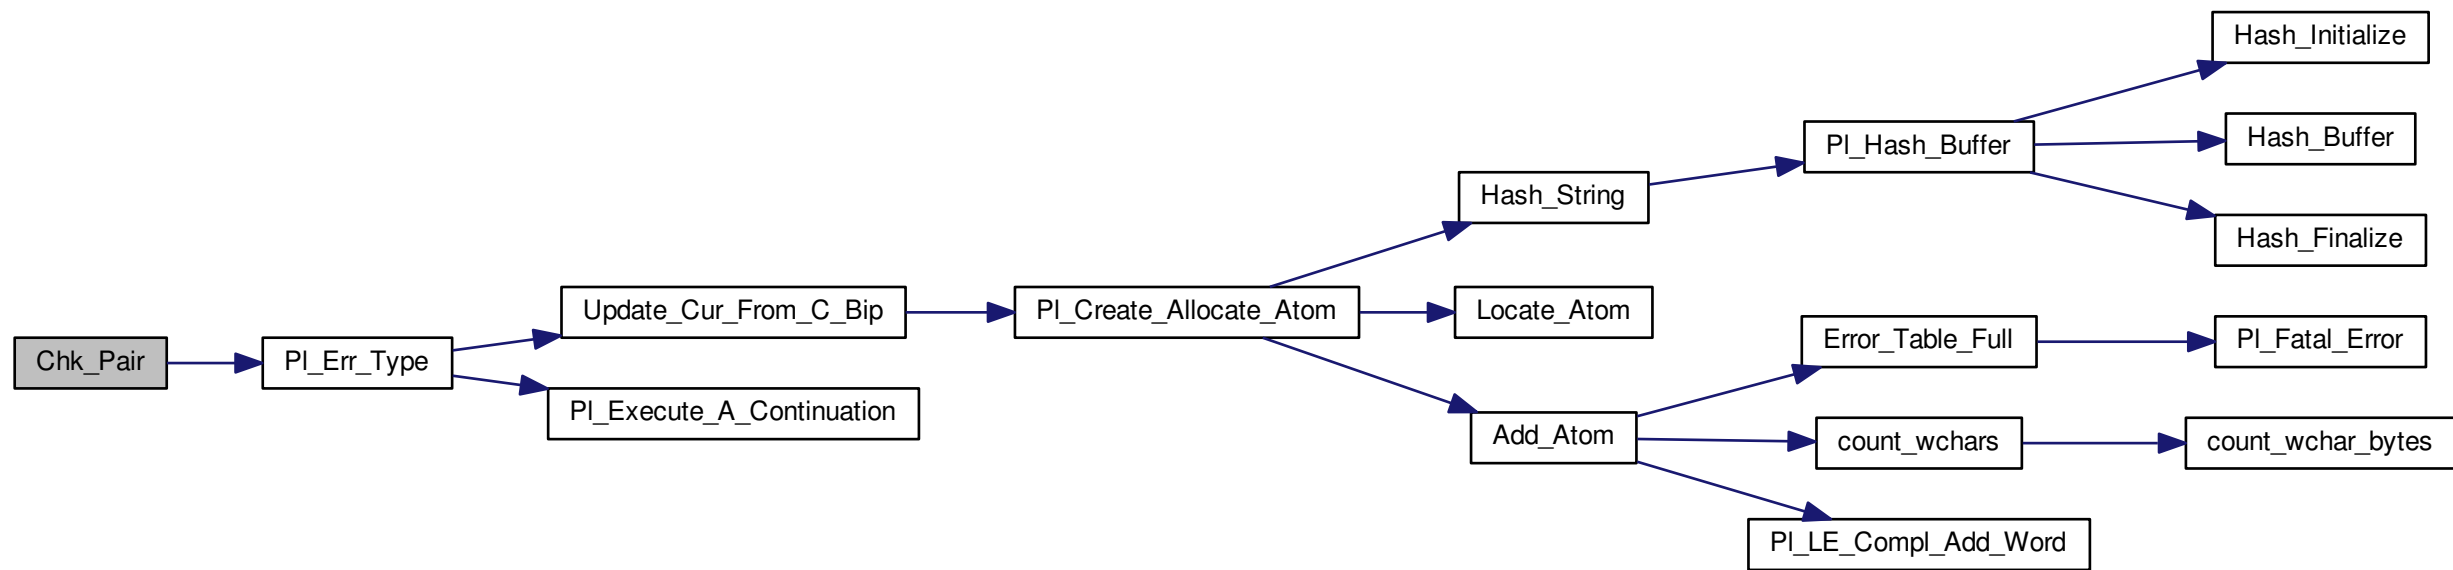 Chk_Pair
Pl_Err_Type
Update_Cur_From_C_Bip
Pl_Execute_A_Continuation
Pl_Create_Allocate_Atom
Hash_String
Locate_Atom
Add_Atom
Pl_Hash_Buffer
Error_Table_Full
count_wchars
Pl_LE_Compl_Add_Word
Hash_Initialize
Hash_Buffer
Hash_Finalize
Pl_Fatal_Error
count_wchar_bytes